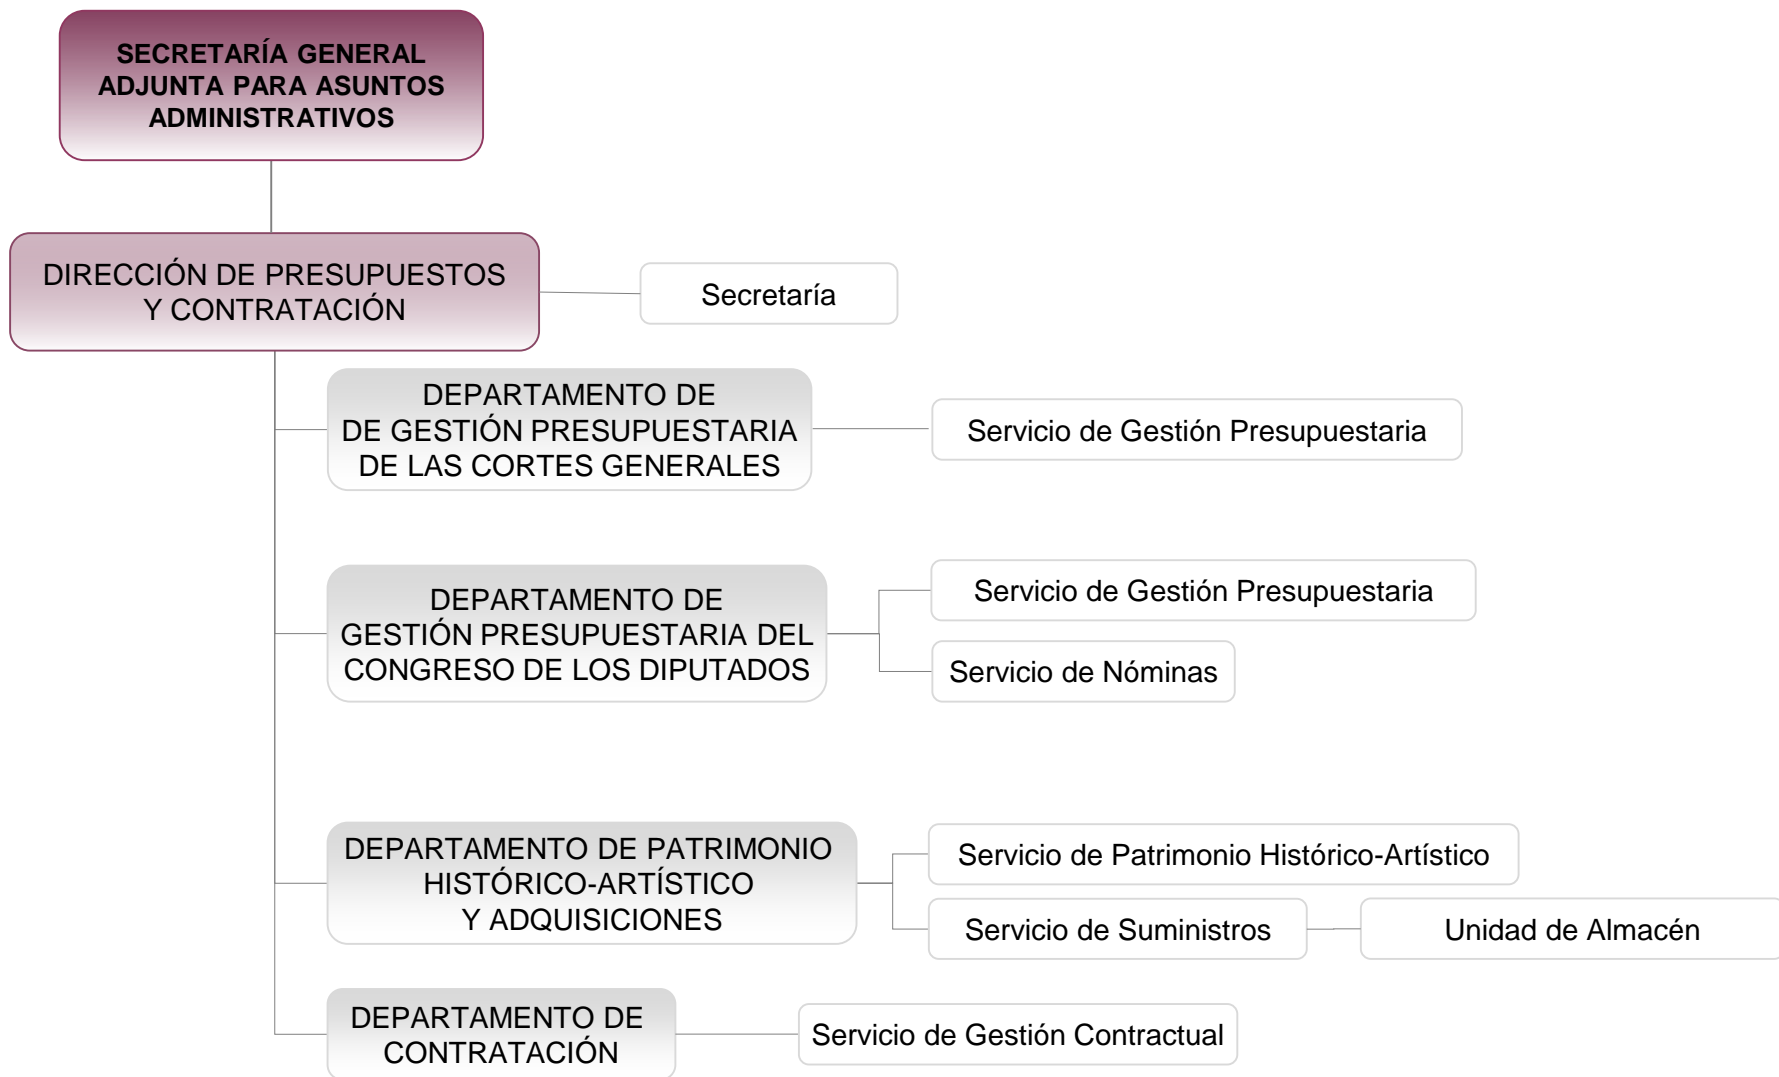 SECRETARÍA GENERAL
ADJUNTA PARA ASUNTOS
ADMINISTRATIVOS
DIRECCIÓN DE PRESUPUESTOS
Y CONTRATACIÓN
Secretaría
DEPARTAMENTO DE
DE GESTIÓN PRESUPUESTARIA
DE LAS CORTES GENERALES
Servicio de Gestión Presupuestaria
DEPARTAMENTO DE
GESTIÓN PRESUPUESTARIA DEL
CONGRESO DE LOS DIPUTADOS
Servicio de Gestión Presupuestaria
Servicio de Nóminas
DEPARTAMENTO DE PATRIMONIO
HISTÓRICO-ARTÍSTICO
Y ADQUISICIONES
Servicio de Patrimonio Histórico-Artístico
Servicio de Suministros
Unidad de Almacén
DEPARTAMENTO DE
CONTRATACIÓN
Servicio de Gestión Contractual